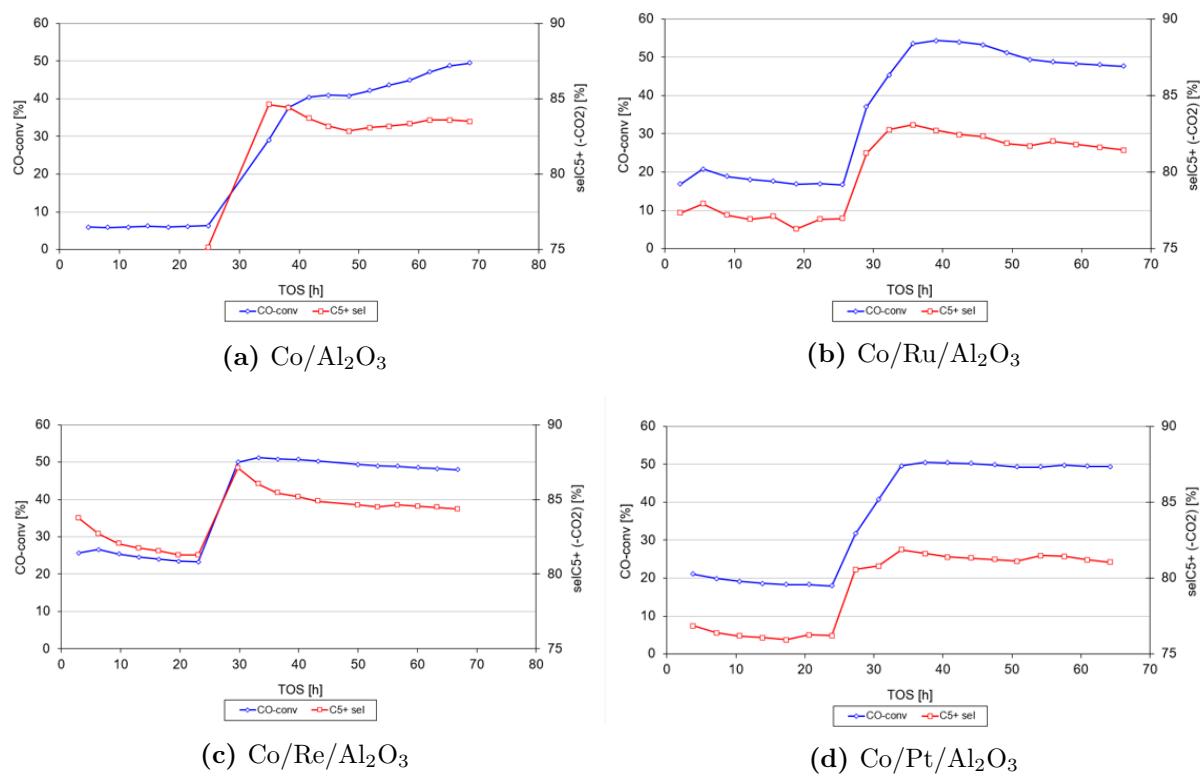 60
50
40
30
20
10
0
CO-conv [%]
90
85
80
75
selC5+ (-CO2) [%]
0 10 20 30 40 50 60 70 80
TOS [h]
CO-conv C5+ sel
(a) Co/Al₂O₃
60
50
40
30
20
10
0
CO-conv [%]
90
85
80
75
selC5+ (-CO2) [%]
0 10 20 30 40 50 60 70
TOS [h]
CO-conv C5+ sel
(b) Co/Ru/Al₂O₃
60
50
40
30
20
10
0
CO-conv [%]
90
85
80
75
selC5+ (-CO2) [%]
0 10 20 30 40 50 60 70 80
TOS [h]
CO-conv C5+ sel
(c) Co/Re/Al₂O₃
60
50
40
30
20
10
0
CO-conv [%]
90
85
80
75
selC5+ (-CO2) [%]
0 10 20 30 40 50 60 70
TOS [h]
CO-conv C5+ sel
(d) Co/Pt/Al₂O₃